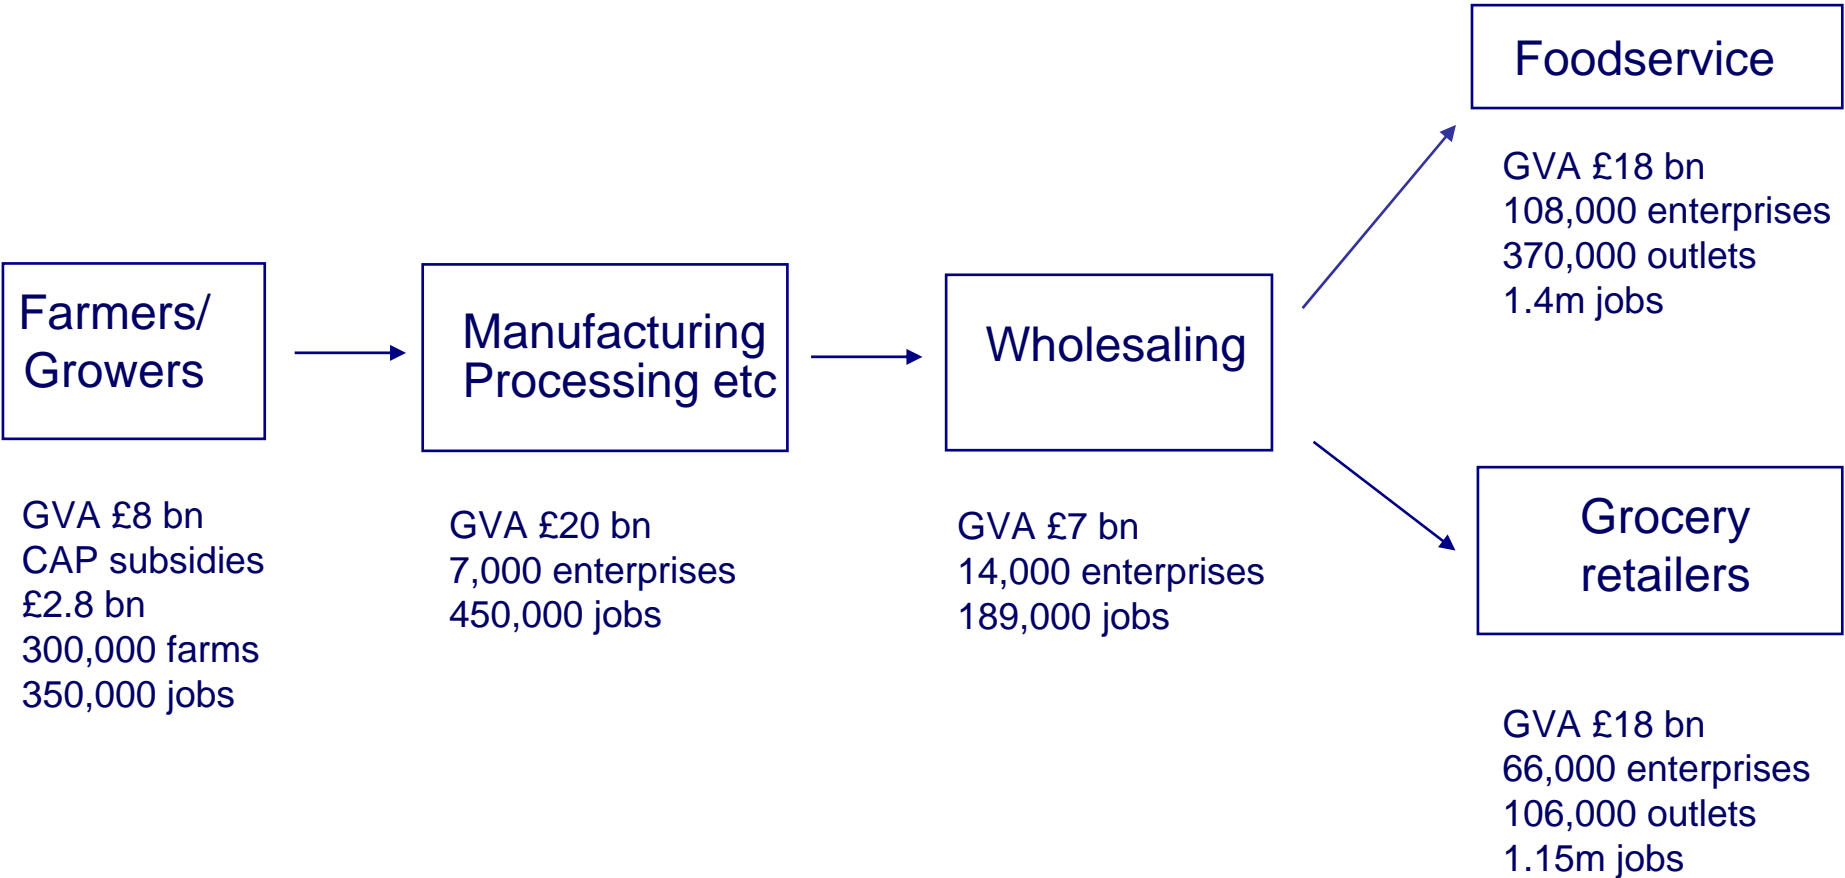 Farmers/
Growers
GVA £8 bn
CAP subsidies
£2.8 bn
300,000 farms
350,000 jobs
Manufacturing
Processing etc
GVA £20 bn
7,000 enterprises
450,000 jobs
Wholesaling
GVA £7 bn
14,000 enterprises
189,000 jobs
Foodservice
GVA £18 bn
108,000 enterprises
370,000 outlets
1.4m jobs
Grocery
retailers
GVA £18 bn
66,000 enterprises
106,000 outlets
1.15m jobs